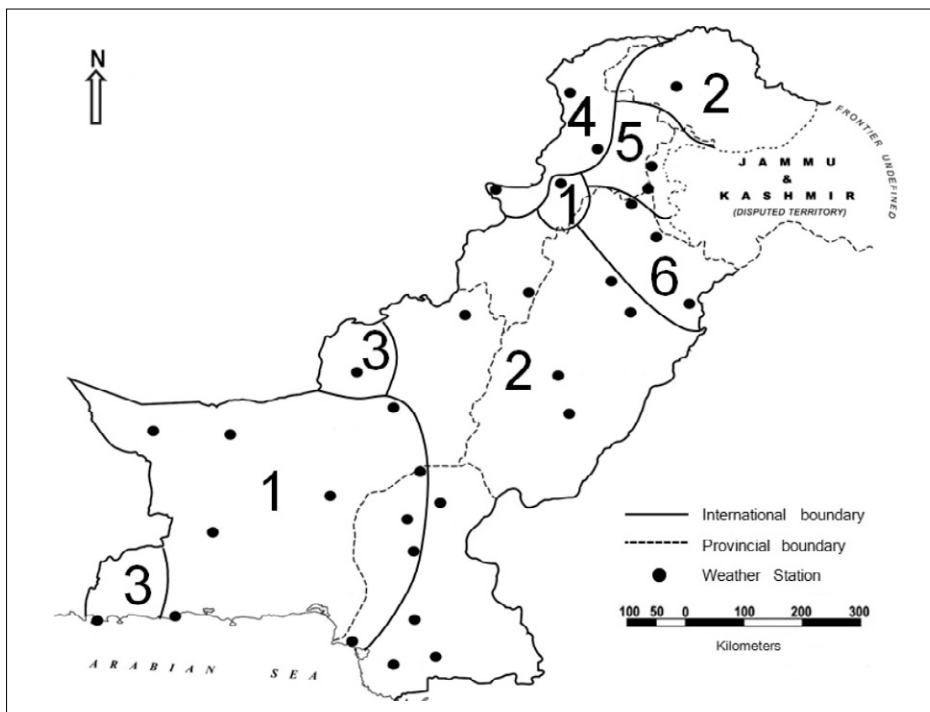 N
2
4
5
FRONTIER UNDEFINED
JAMMU
&
KASHMIR
(DISPUTED TERRITORY)
1
6
3
2
1
3
International boundary
Provincial boundary
Weather Station
100 50 0 100 200 300
Kilometers
ARABIAN SEA